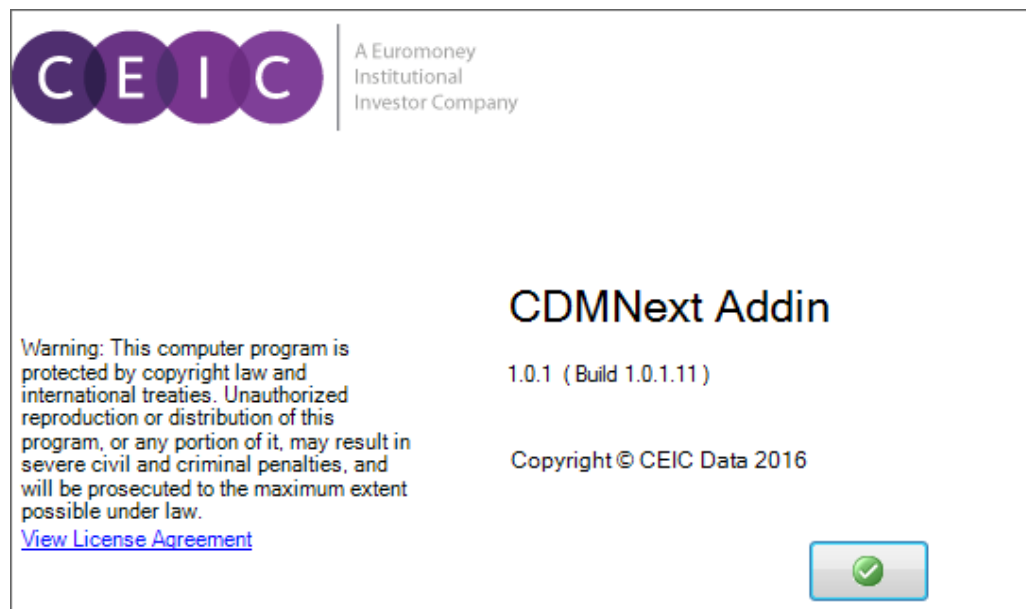 CEIC
A Euromoney
Institutional
Investor Company
CDMNext Addin
1.0.1 ( Build 1.0.1.11 )
Copyright © CEIC Data 2016
Warning: This computer program is
protected by copyright law and
international treaties. Unauthorized
reproduction or distribution of this
program, or any portion of it, may result in
severe civil and criminal penalties, and
will be prosecuted to the maximum extent
possible under law.
View License Agreement